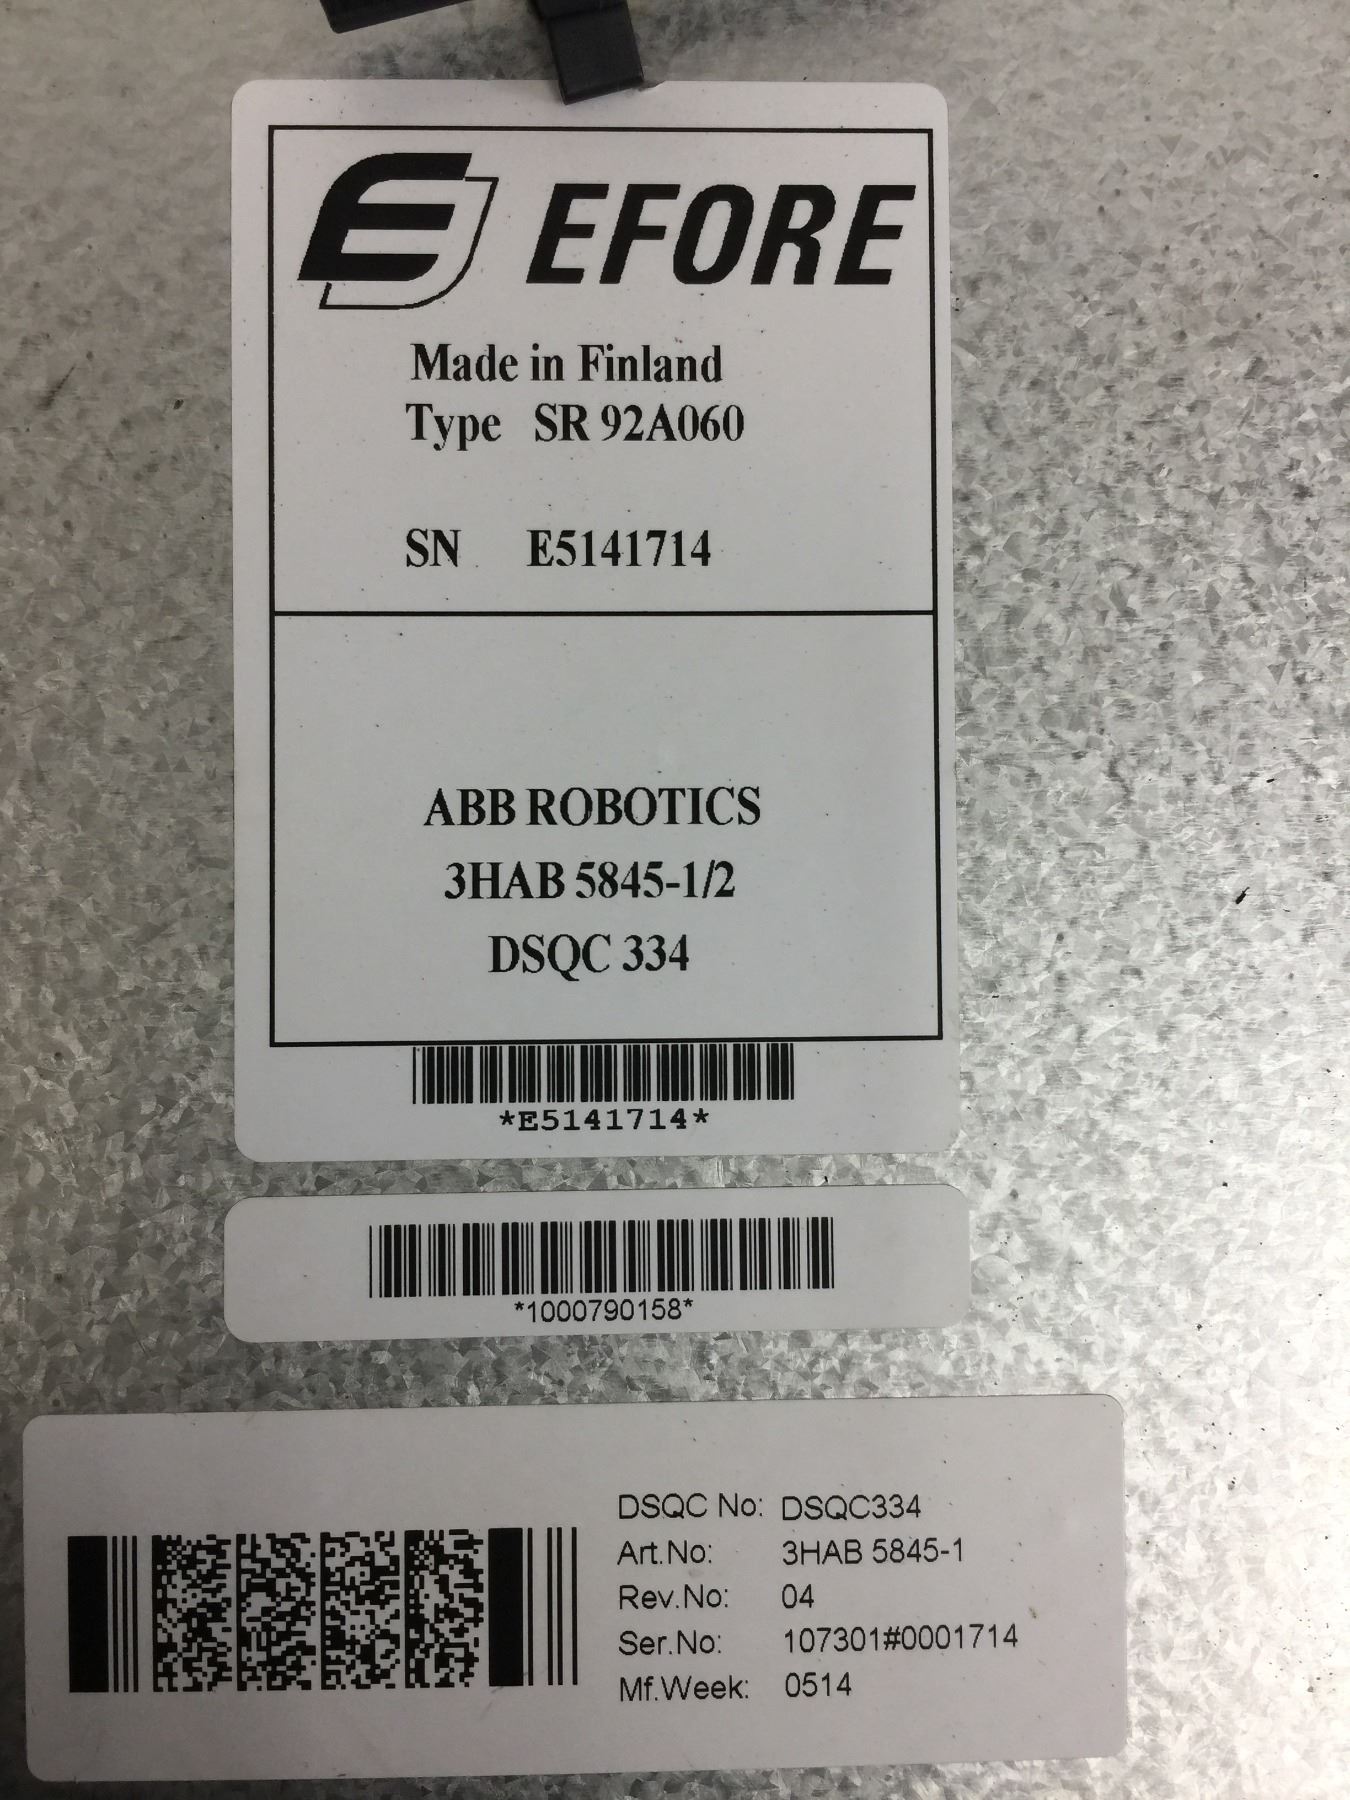 EFORE
Made in Finland
Type SR 92A060
SN E5141714
ABB ROBOTICS
3HAB 5845-1/2
DSQC 334
*E5141714*
*1000790158*
DSQC No: DSQC334
Art.No: 3HAB 5845-1
Rev.No: 04
Ser.No: 107301#0001714
Mf.Week: 0514